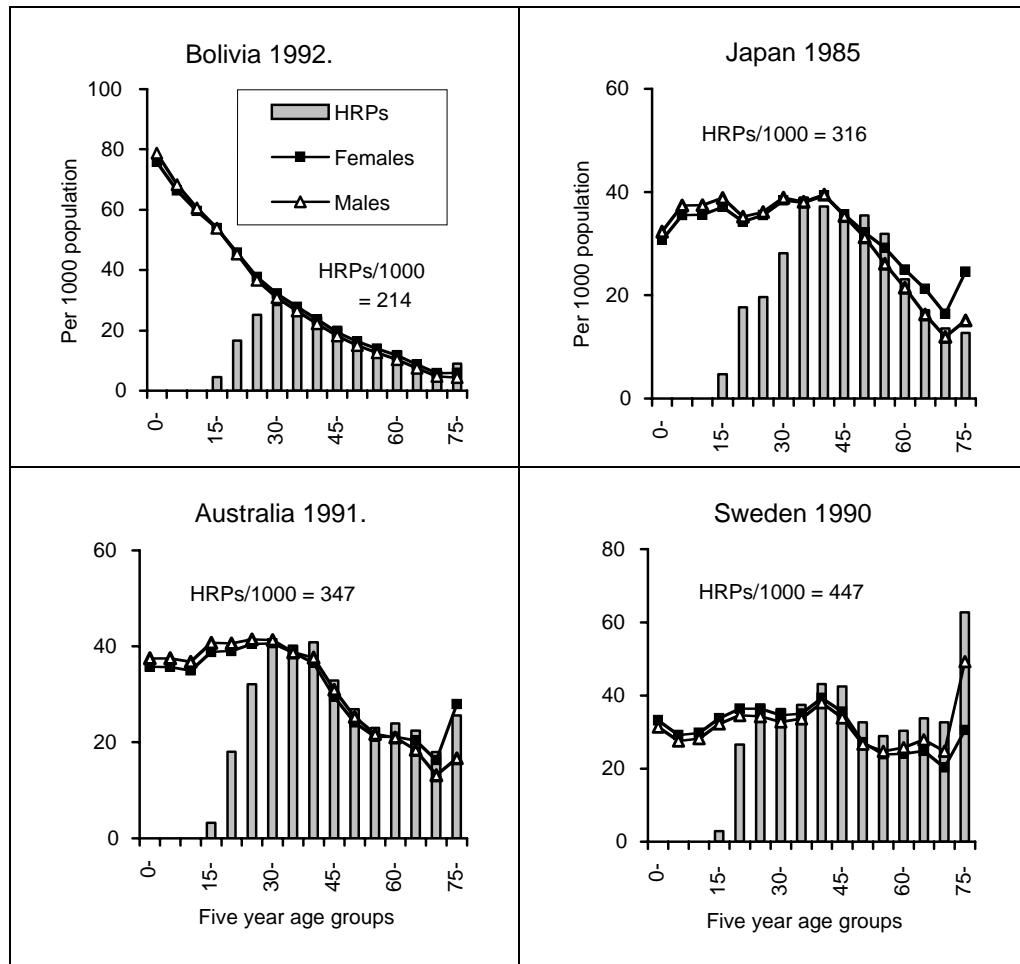 Bolivia 1992.
100
80
60
40
20
0
Per 1000 population
HRPs
Females
Males
HRPs/1000
= 214
0-
15-
30-
45-
60-
75-
Japan 1985
60
40
20
0
Per 1000 population
HRPs/1000 = 316
0-
15-
30-
45-
60-
75-
Australia 1991.
60
40
20
0
HRPs/1000 = 347
0-
15-
30-
45-
60-
75-
Five year age groups
Sweden 1990
80
60
40
20
0
HRPs/1000 = 447
0-
15-
30-
45-
60-
75-
Five year age groups